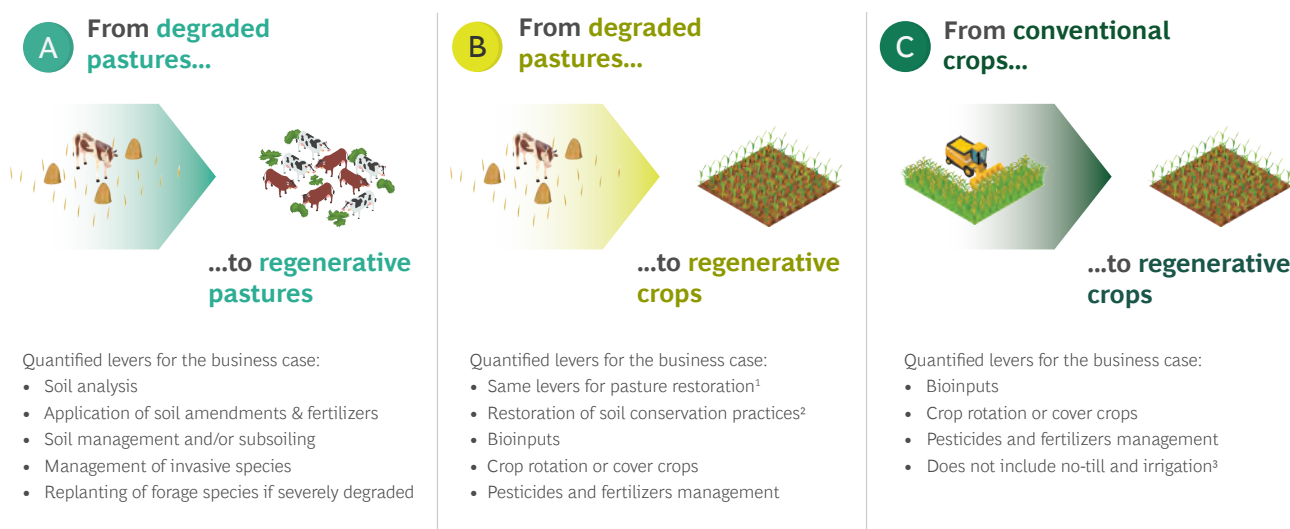 A
From degraded
pastures...
...to regenerative
pastures
Quantified levers for the business case:
• Soil analysis
• Application of soil amendments & fertilizers
• Soil management and/or subsoiling
• Management of invasive species
• Replanting of forage species if severely degraded
B
From degraded
pastures...
...to regenerative
crops
Quantified levers for the business case:
• Same levers for pasture restoration¹
• Restoration of soil conservation practices²
• Bioinputs
• Crop rotation or cover crops
• Pesticides and fertilizers management
C
From conventional
crops...
...to regenerative
crops
Quantified levers for the business case:
• Bioinputs
• Crop rotation or cover crops
• Pesticides and fertilizers management
• Does not include no-till and irrigation³